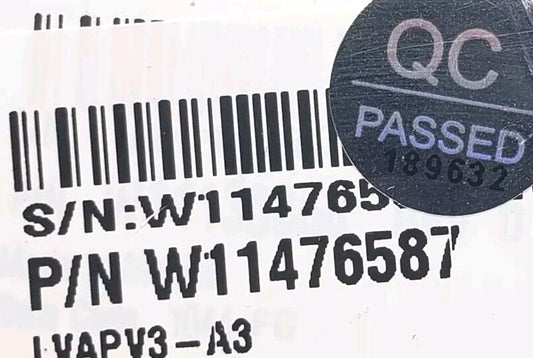 QC
PASSED
189632
S/N:W114765
P/N W11476587
LVAPV3-A3